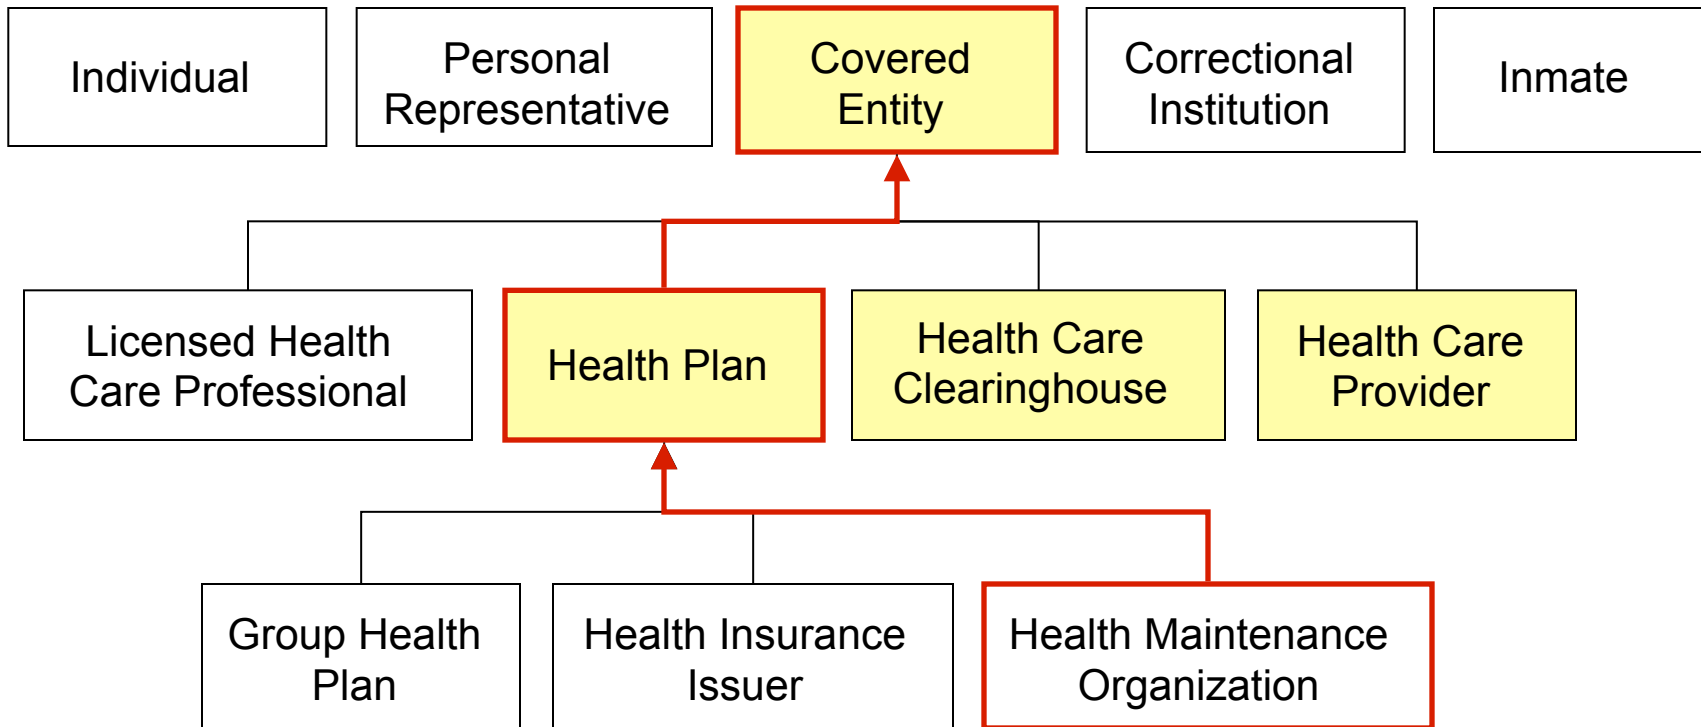 Individual
Personal
Representative
Covered
Entity
Correctional
Institution
Inmate
Licensed Health
Care Professional
Health Plan
Health Care
Clearinghouse
Health Care
Provider
Group Health
Plan
Health Insurance
Issuer
Health Maintenance
Organization